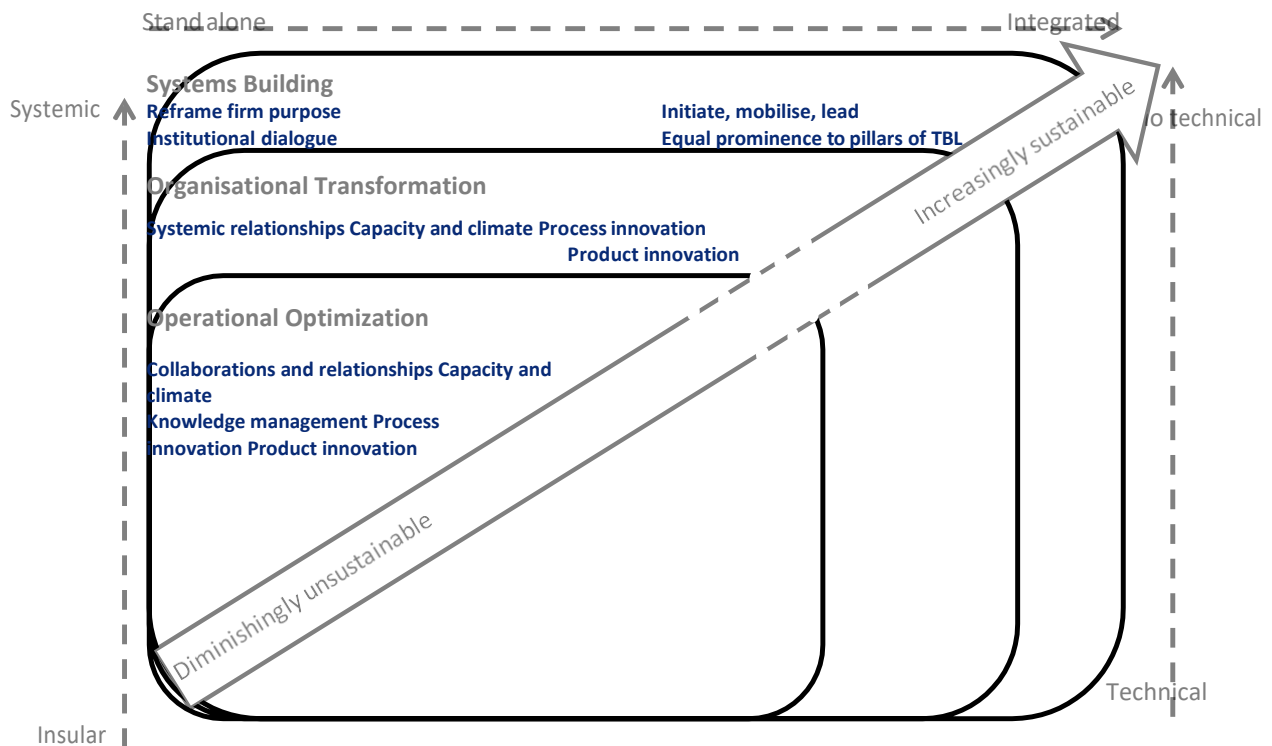 Stand alone
Integrated
Systems Building
Systemic
Reframe firm purpose
Initiate, mobilise, lead
Institutional dialogue
Equal prominence to pillars of TBL
technical
Organisational Transformation
Increasingly sustainable
Systemic relationships Capacity and climate Process innovation
Product innovation
Operational Optimization
Collaborations and relationships Capacity and
climate
Knowledge management Process
innovation Product innovation
Diminishingly unsustainable
Technical
Insular